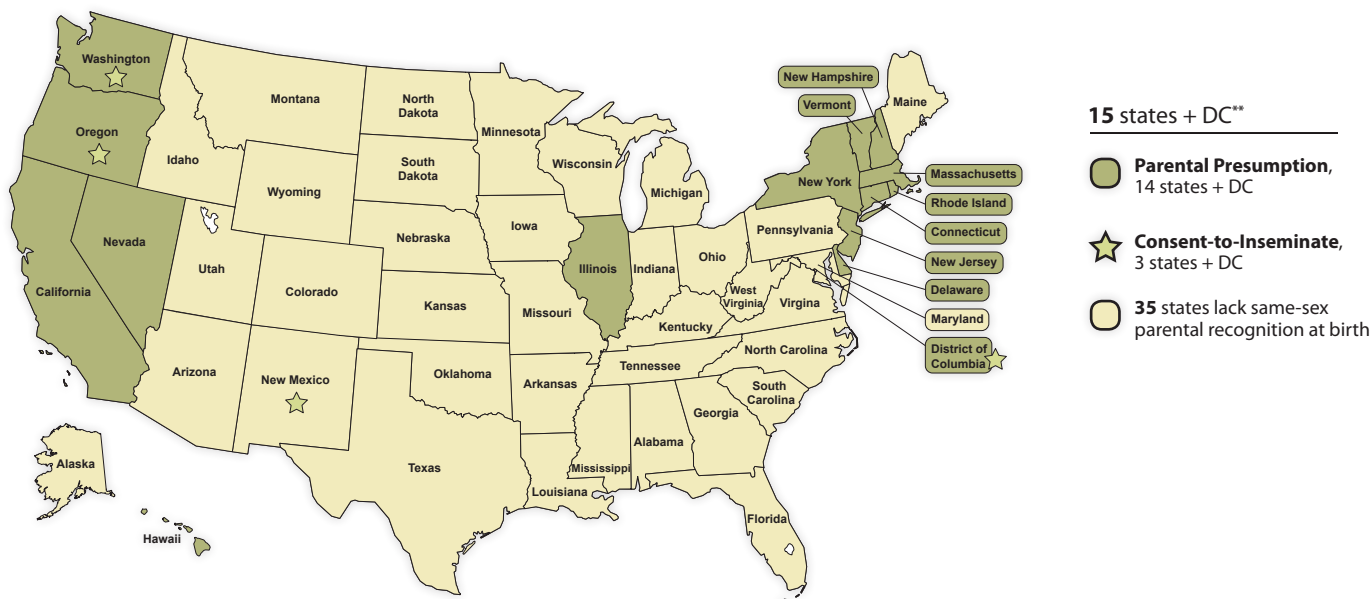 Washington
Oregon
California
Nevada
Idaho
Montana
Wyoming
Utah
Arizona
Colorado
New Mexico
North
Dakota
South
Dakota
Nebraska
Kansas
Oklahoma
Texas
Minnesota
Iowa
Missouri
Arkansas
Louisiana
Wisconsin
Illinois
Michigan
Indiana
Ohio
Kentucky
Tennessee
Mississippi
Alabama
Georgia
Florida
South
Carolina
North Carolina
Virgina
West
Virginia
Pennsylvania
New York
Maine
New Hampshire
Vermont
Massachusetts
Rhode Island
Connecticut
New Jersey
Delaware
Maryland
District of
Columbia
Alaska
Hawaii
15 states + DC**
Parental Presumption,
14 states + DC
Consent-to-Inseminate,
3 states + DC
35 states lack same-sex
parental recognition at birth